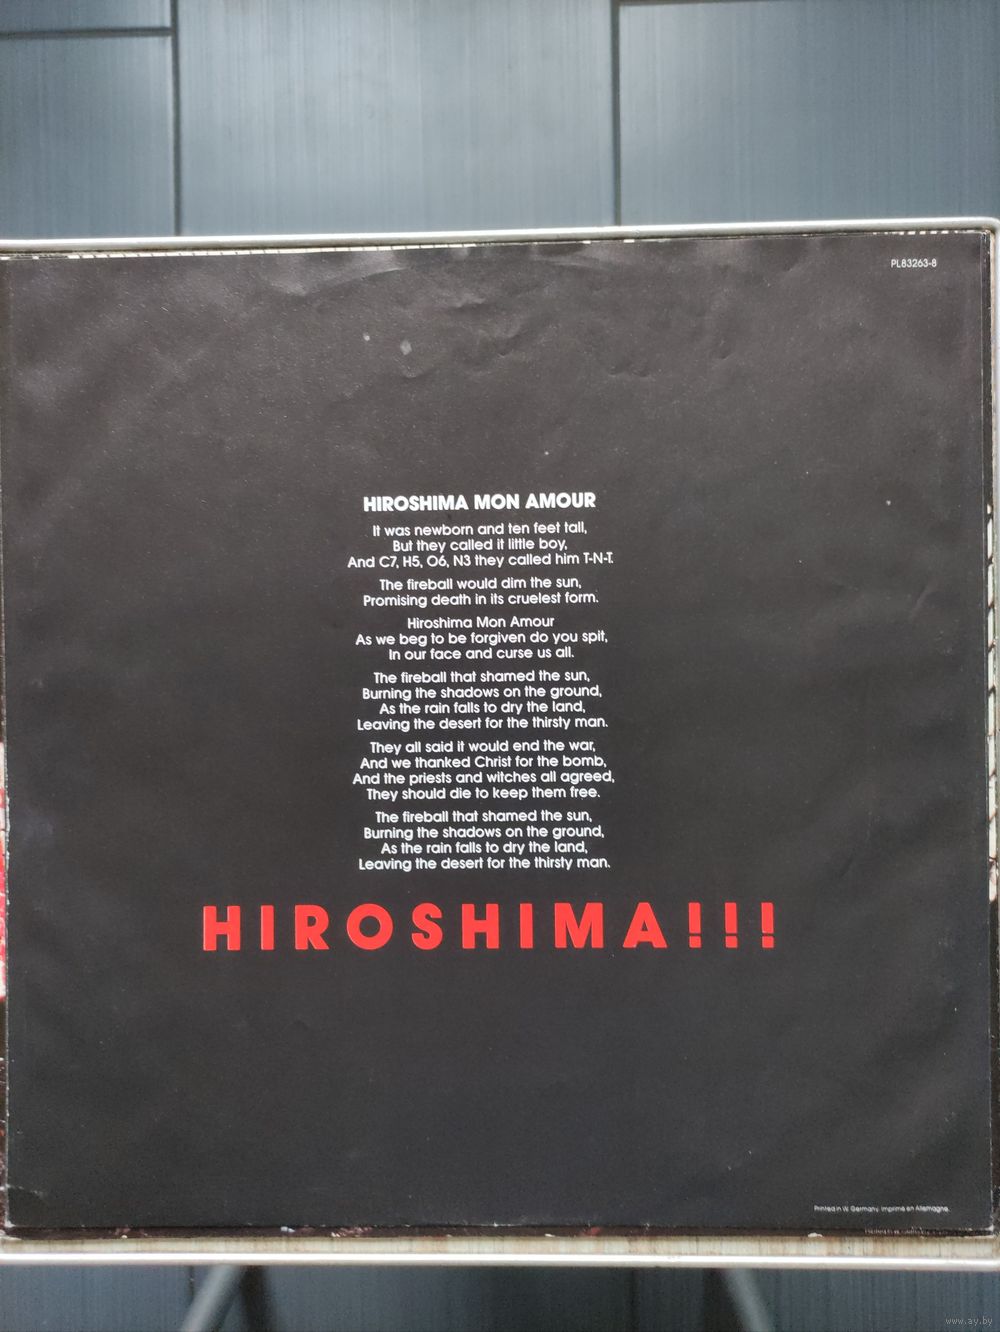 PL83263-8
HIROSHIMA MON AMOUR
It was newborn and ten feet tall,
But they called it little boy,
And C7, H5, O6, N3 they called him T-N-T.
The fireball would dim the sun,
Promising death in its cruelest form.
Hiroshima Mon Amour
As we beg to be forgiven do you spit,
In our face and curse us all.
The fireball that shamed the sun,
Burning the shadows on the ground,
As the rain falls to dry the land,
Leaving the desert for the thirsty man.
They all said it would end the war,
And we thanked Christ for the bomb,
And the priests and witches all agreed,
They should die to keep them free.
The fireball that shamed the sun,
Burning the shadows on the ground,
As the rain falls to dry the land,
Leaving the desert for the thirsty man.
HIROSHIMA!!!
Printed in W. Germany. Imprimé en Allemagne.
www.ay.by